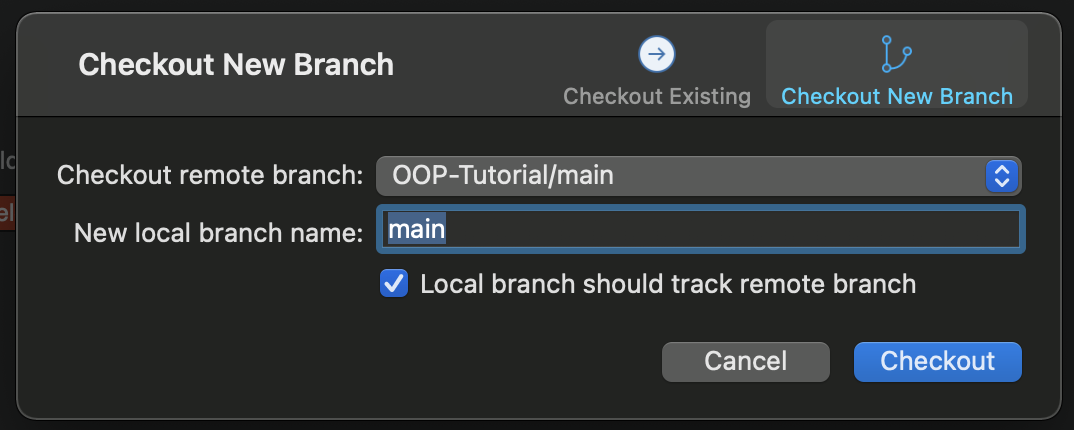 Checkout New Branch
Checkout Existing
Checkout New Branch
Checkout remote branch: OOP-Tutorial/main
New local branch name: main
Local branch should track remote branch
Cancel
Checkout